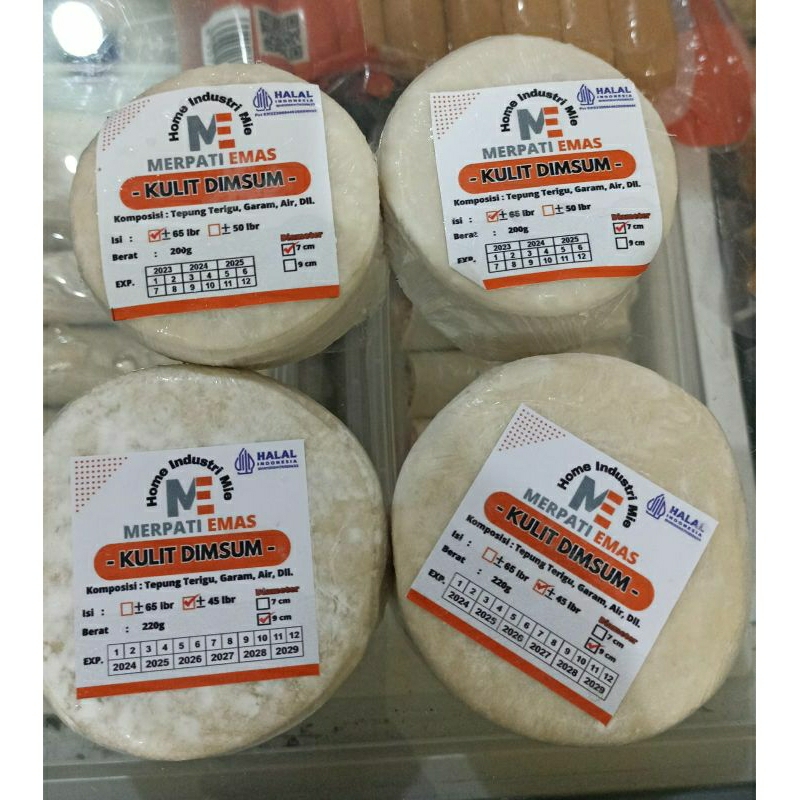 Home Industri Mie
HALAL
INDONESIA
ME
MERPATI EMAS
- KULIT DIMSUM -
Komposisi : Tepung Terigu, Garam, Air, Dll.
Isi : ± 65 lbr ± 50 lbr
Diameter
7 cm
Berat : 200g
9 cm
2023 2024 2025
EXP. 1 2 3 4 5 6
7 8 9 10 11 12
Home Industri Mie
HALAL
INDONESIA
ME
MERPATI EMAS
- KULIT DIMSUM -
Komposisi : Tepung Terigu, Garam, Air, Dll.
Isi : ± 65 lbr ± 50 lbr
Diameter
7 cm
Berat : 200g
9 cm
2023 2024 2025
EXP. 1 2 3 4 5 6
7 8 9 10 11 12
Home Industri Mie
HALAL
INDONESIA
ME
MERPATI EMAS
- KULIT DIMSUM -
Komposisi : Tepung Terigu, Garam, Air, Dll.
Diameter
Isi : ± 65 lbr ± 45 lbr
7 cm
Berat : 220g
9 cm
EXP. 1 2 3 4 5 6 7 8 9 10 11 12
2024 2025 2026 2027 2028 2029
Home Industri Mie
HALAL
INDONESIA
ME
MERPATI EMAS
- KULIT DIMSUM -
Komposisi : Tepung Terigu, Garam, Air, Dll.
Diameter
Isi : ± 65 lbr ± 45 lbr
7 cm
Berat : 220g
9 cm
EXP. 1 2 3 4 5 6 7 8 9 10 11 12
2024 2025 2026 2027 2028 2029